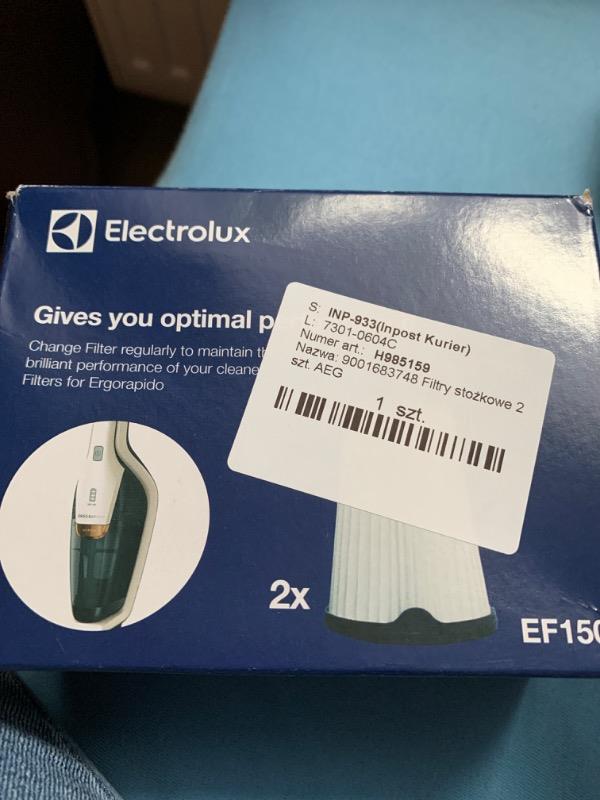 Electrolux
Gives you optimal p
Change Filter regularly to maintain th
brilliant performance of your cleane
Filters for Ergorapido
S: INP-933(Inpost Kurier)
L: 7301-0604C
Numer art.: H985159
Nazwa: 9001683748 Filtry stożkowe 2
szt. AEG
1 szt.
2x
EF150